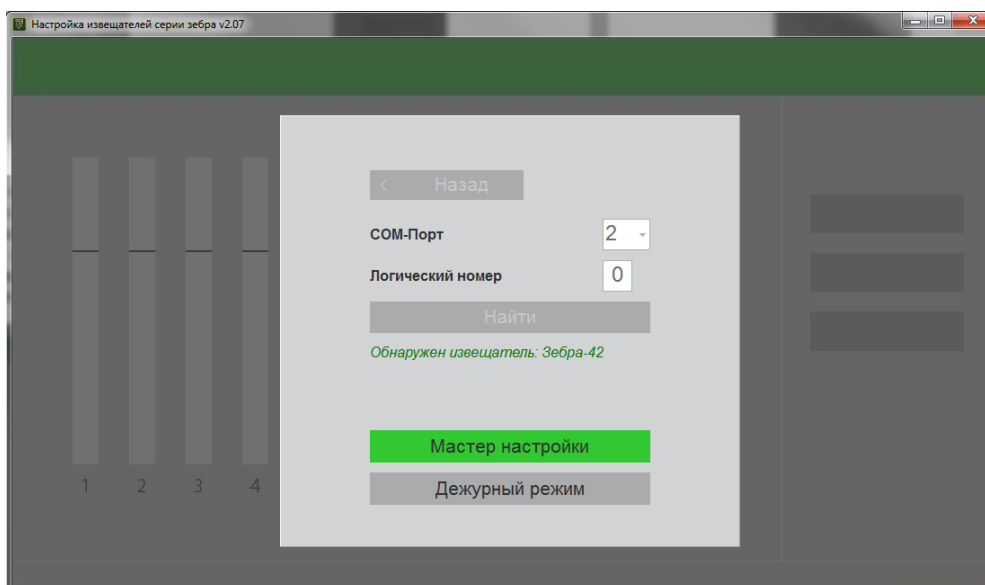 Настройка извещателей серии зебра v2.07
Назад
COM-Порт 2
Логический номер 0
Найти
Обнаружен извещатель: Зебра-42
Мастер настройки
Дежурный режим
1 2 3 4